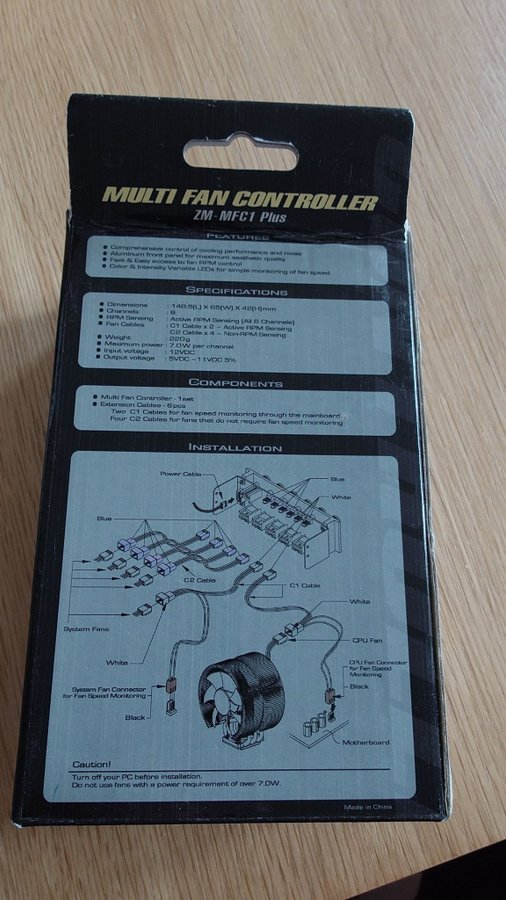 MULTI FAN CONTROLLER
ZM-MFC1 Plus
FEATURES
• Comprehensive control of cooling performance and noise
• Aluminum front panel for maximum aesthetic quality
• Fast & Easy access to fan RPM control
• Color & Intensity Variable LEDs for simple monitoring of fan speed
SPECIFICATIONS
• Dimensions : 149.5(L) X 65(W) X 42(H)mm
• Channels : 6
• RPM Sensing : Active RPM Sensing (All 6 Channels)
• Fan Cables : C1 Cable x 2 – Active RPM Sensing
C2 Cable x 4 – Non-RPM Sensing
• Weight : 220g
• Maximum power : 7.0W per channel
• Input voltage : 12VDC
• Output voltage : 5VDC ~ 11VDC 5%
COMPONENTS
• Multi Fan Controller - 1set
• Extension Cables - 6pcs
Two C1 Cables for fan speed monitoring through the mainboard
Four C2 Cables for fans that do not require fan speed monitoring
INSTALLATION
Power Cable
Blue
White
Blue
C2 Cable
C1 Cable
White
System Fans
CPU Fan
White
CPU Fan Connector
for Fan Speed
Monitoring
System Fan Connector
for Fan Speed Monitoring
Black
Black
Motherboard
Caution!
Turn off your PC before installation.
Do not use fans with a power requirement of over 7.0W.
Made in China